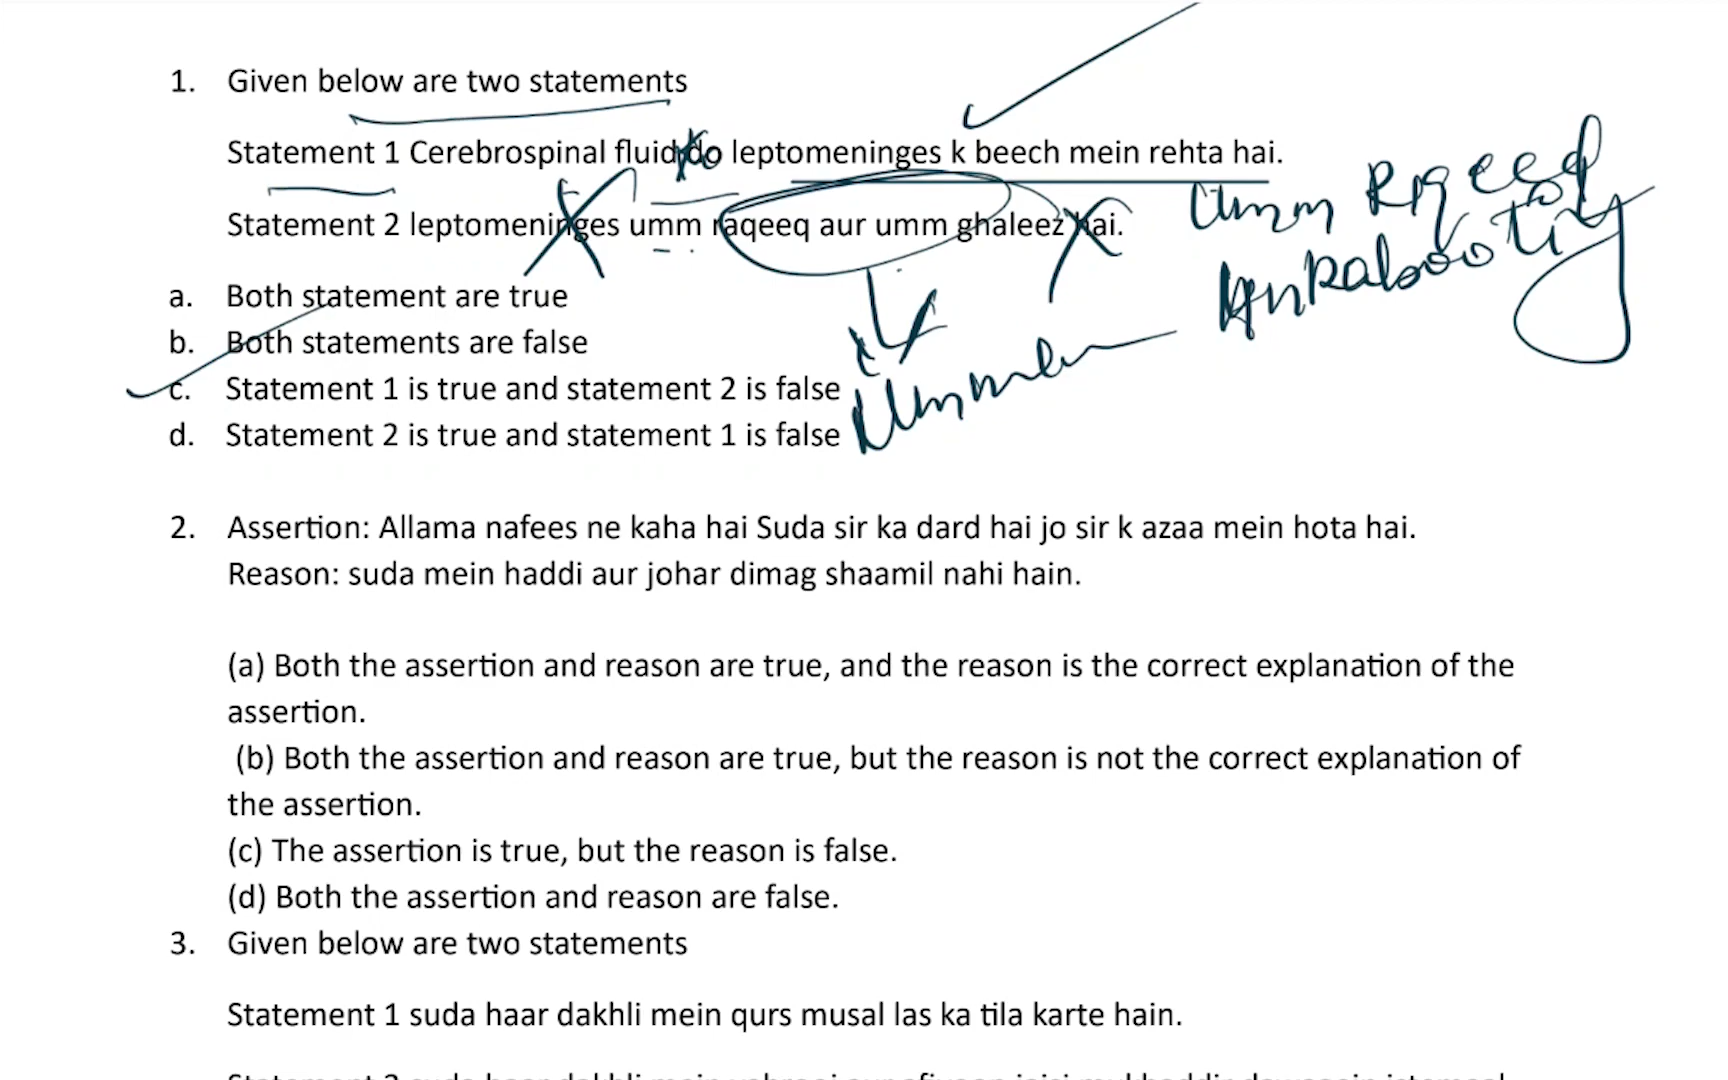 1. Given below are two statements
Statement 1 Cerebrospinal fluid do leptomeninges k beech mein rehta hai.
Statement 2 leptomeninges umm raqeeq aur umm ghaleez hai.
Umm Rqeeq
Ankabooti
a. Both statement are true
b. Both statements are false
c. Statement 1 is true and statement 2 is false
d. Statement 2 is true and statement 1 is false
2. Assertion: Allama nafees ne kaha hai Suda sir ka dard hai jo sir k azaa mein hota hai.
Reason: suda mein haddi aur johar dimag shaamil nahi hain.
(a) Both the assertion and reason are true, and the reason is the correct explanation of the
assertion.
(b) Both the assertion and reason are true, but the reason is not the correct explanation of
the assertion.
(c) The assertion is true, but the reason is false.
(d) Both the assertion and reason are false.
3. Given below are two statements
Statement 1 suda haar dakhli mein qurs musal las ka tila karte hain.